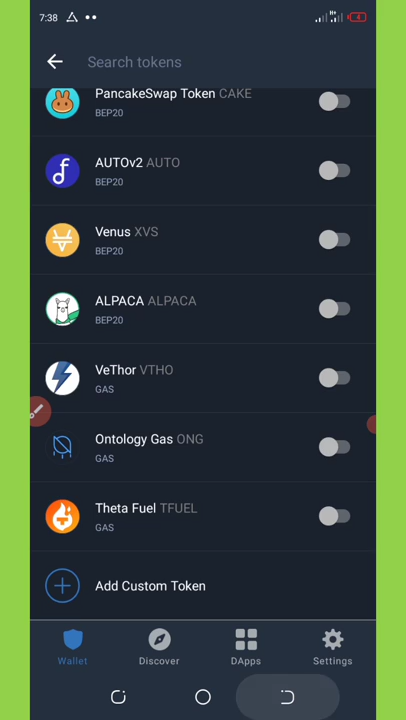 7:38
4
Search tokens
PancakeSwap Token CAKE
BEP20
AUTOv2 AUTO
BEP20
Venus XVS
BEP20
ALPACA ALPACA
BEP20
VeThor VTHO
GAS
Ontology Gas ONG
GAS
Theta Fuel TFUEL
GAS
Add Custom Token
Wallet
Discover
DApps
Settings